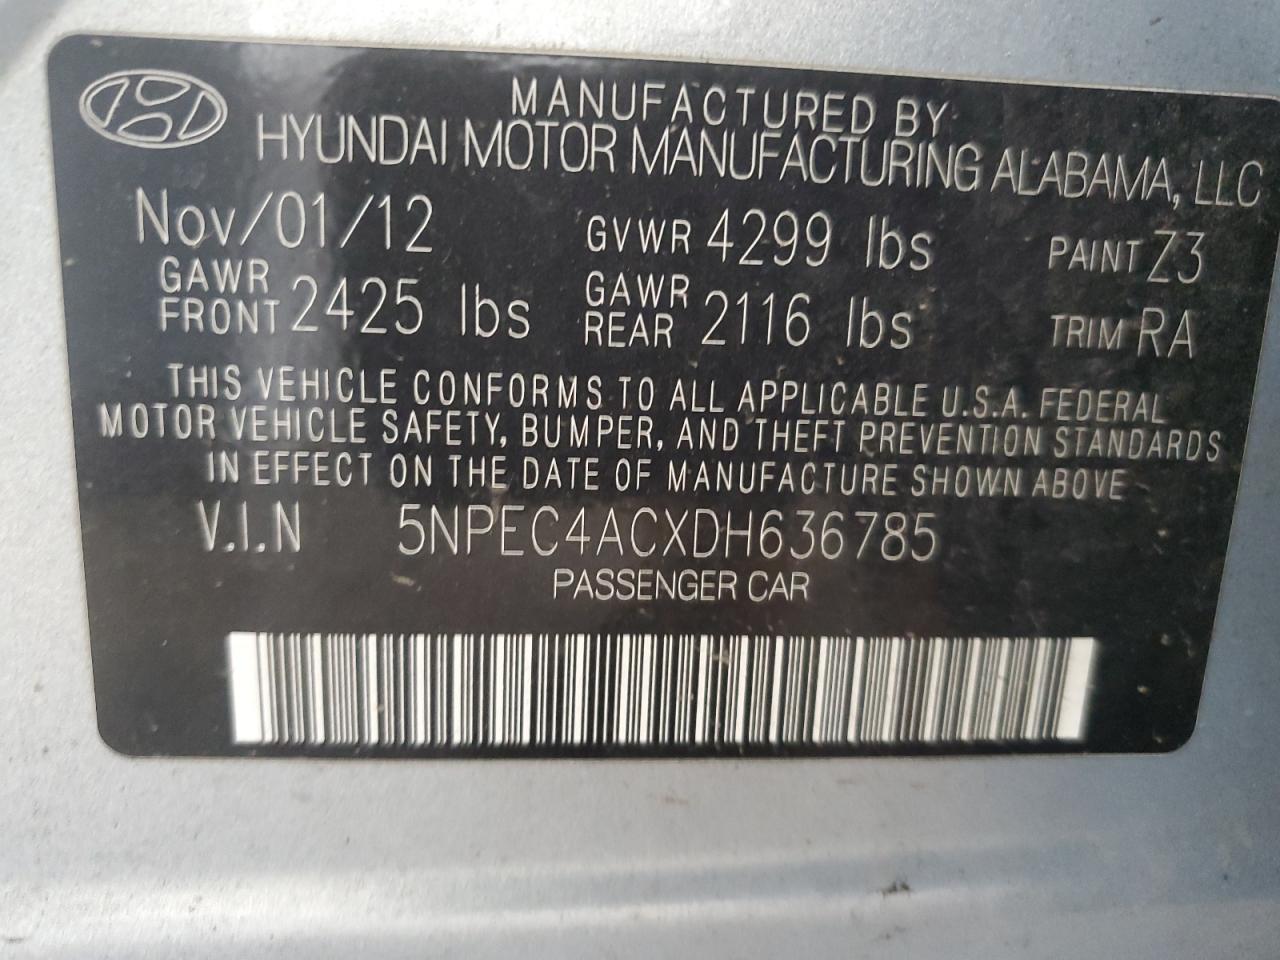 MANUFACTURED BY
HYUNDAI MOTOR MANUFACTURING ALABAMA, LLC
Nov/01/12 GVWR 4299 lbs PAINT Z3
GAWR FRONT 2425 lbs GAWR REAR 2116 lbs TRIM RA
THIS VEHICLE CONFORMS TO ALL APPLICABLE U.S.A. FEDERAL
MOTOR VEHICLE SAFETY, BUMPER, AND THEFT PREVENTION STANDARDS
IN EFFECT ON THE DATE OF MANUFACTURE SHOWN ABOVE
V.I.N 5NPEC4ACXDH636785
PASSENGER CAR